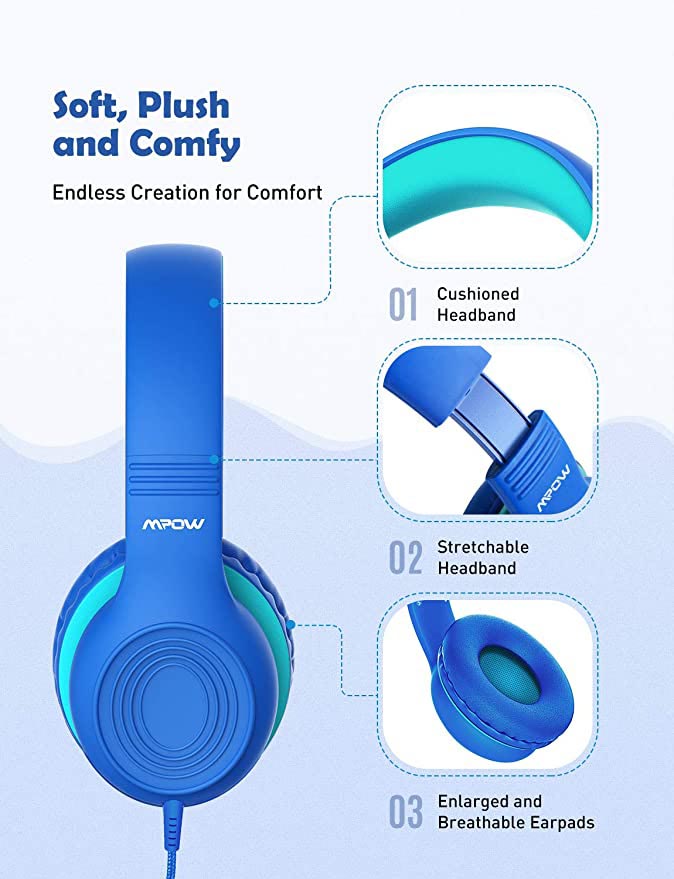 Soft, Plush
and Comfy
Endless Creation for Comfort
01
Cushioned
Headband
MPOW
MPOW
02
Stretchable
Headband
03
Enlarged and
Breathable Earpads